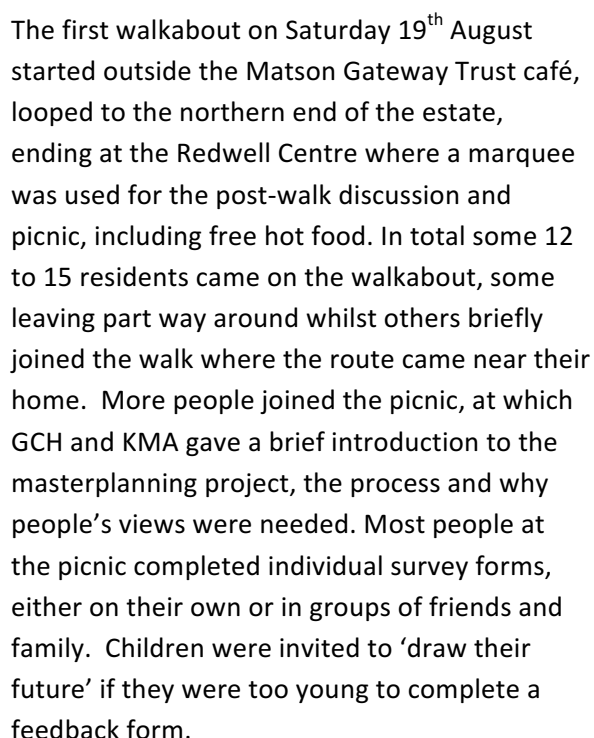 The first walkabout on Saturday 19th August
started outside the Matson Gateway Trust café,
looped to the northern end of the estate,
ending at the Redwell Centre where a marquee
was used for the post-walk discussion and
picnic, including free hot food. In total some 12
to 15 residents came on the walkabout, some
leaving part way around whilst others briefly
joined the walk where the route came near their
home.  More people joined the picnic, at which
GCH and KMA gave a brief introduction to the
masterplanning project, the process and why
people’s views were needed. Most people at
the picnic completed individual survey forms,
either on their own or in groups of friends and
family.  Children were invited to ‘draw their
future’ if they were too young to complete a
feedback form.